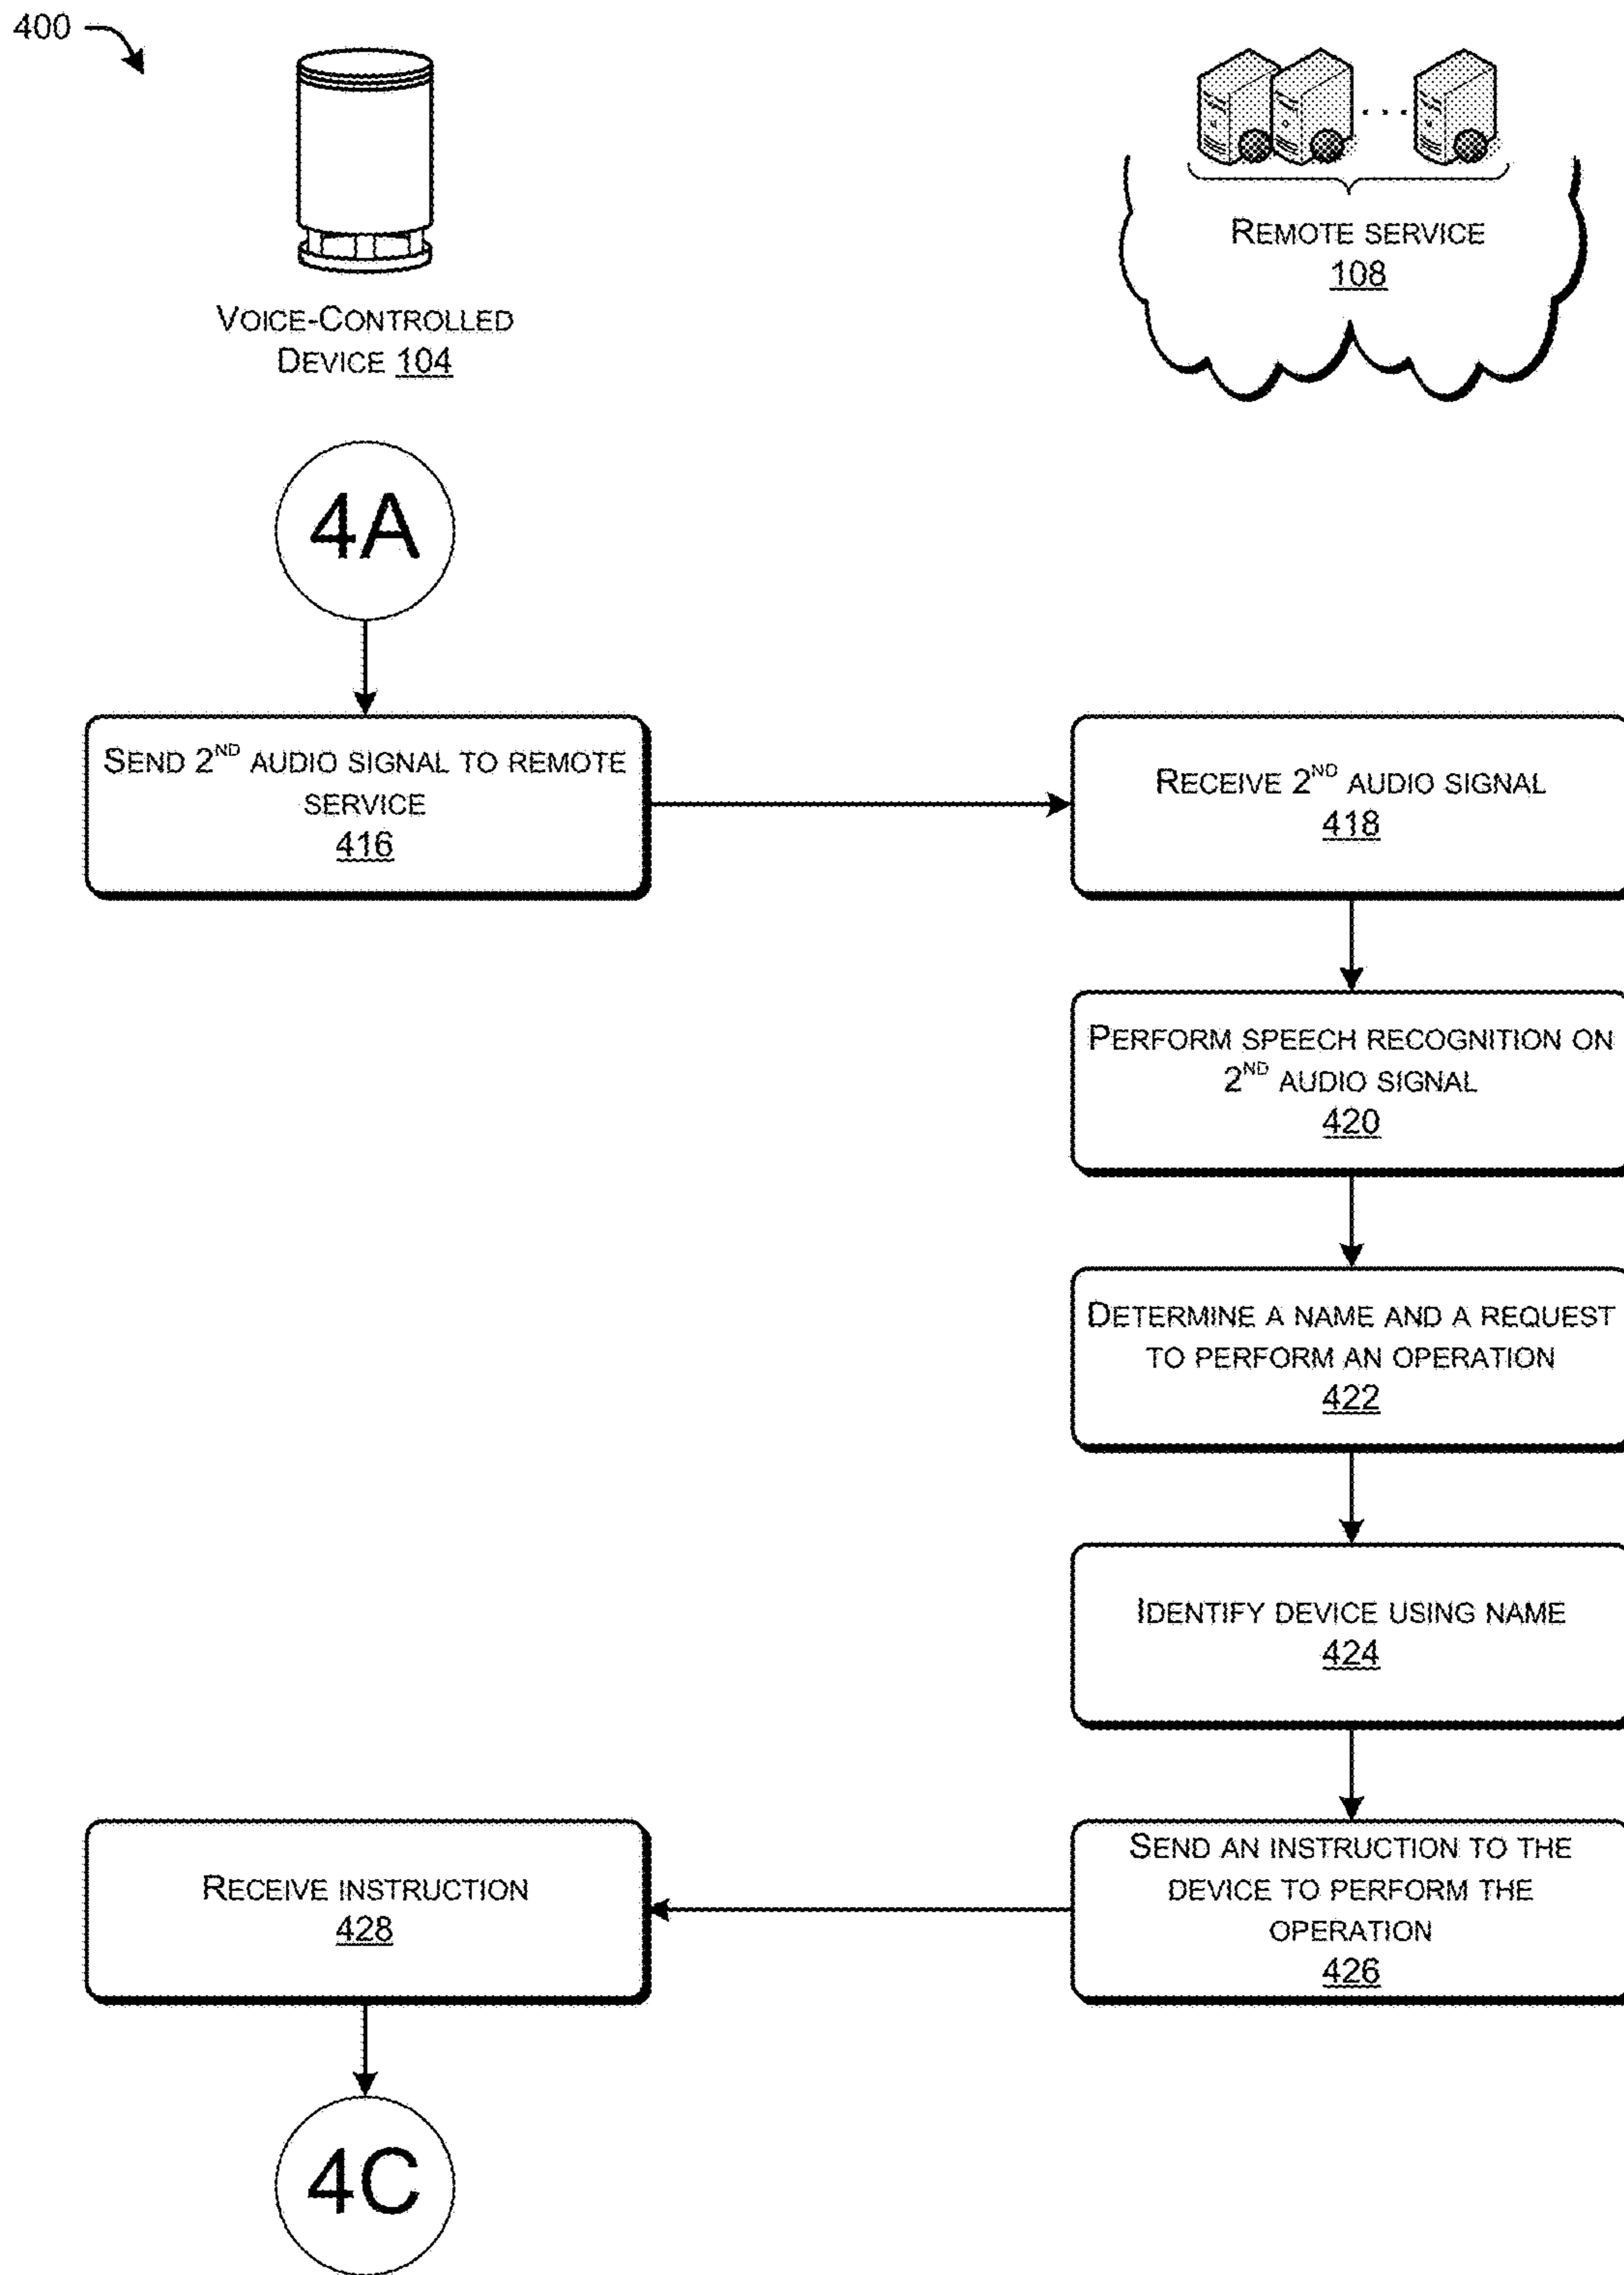 400
VOICE-CONTROLLED
DEVICE 104
REMOTE SERVICE
108
4A
SEND 2ND AUDIO SIGNAL TO REMOTE
SERVICE
416
RECEIVE 2ND AUDIO SIGNAL
418
PERFORM SPEECH RECOGNITION ON
2ND AUDIO SIGNAL
420
DETERMINE A NAME AND A REQUEST
TO PERFORM AN OPERATION
422
IDENTIFY DEVICE USING NAME
424
SEND AN INSTRUCTION TO THE
DEVICE TO PERFORM THE
OPERATION
426
RECEIVE INSTRUCTION
428
4C